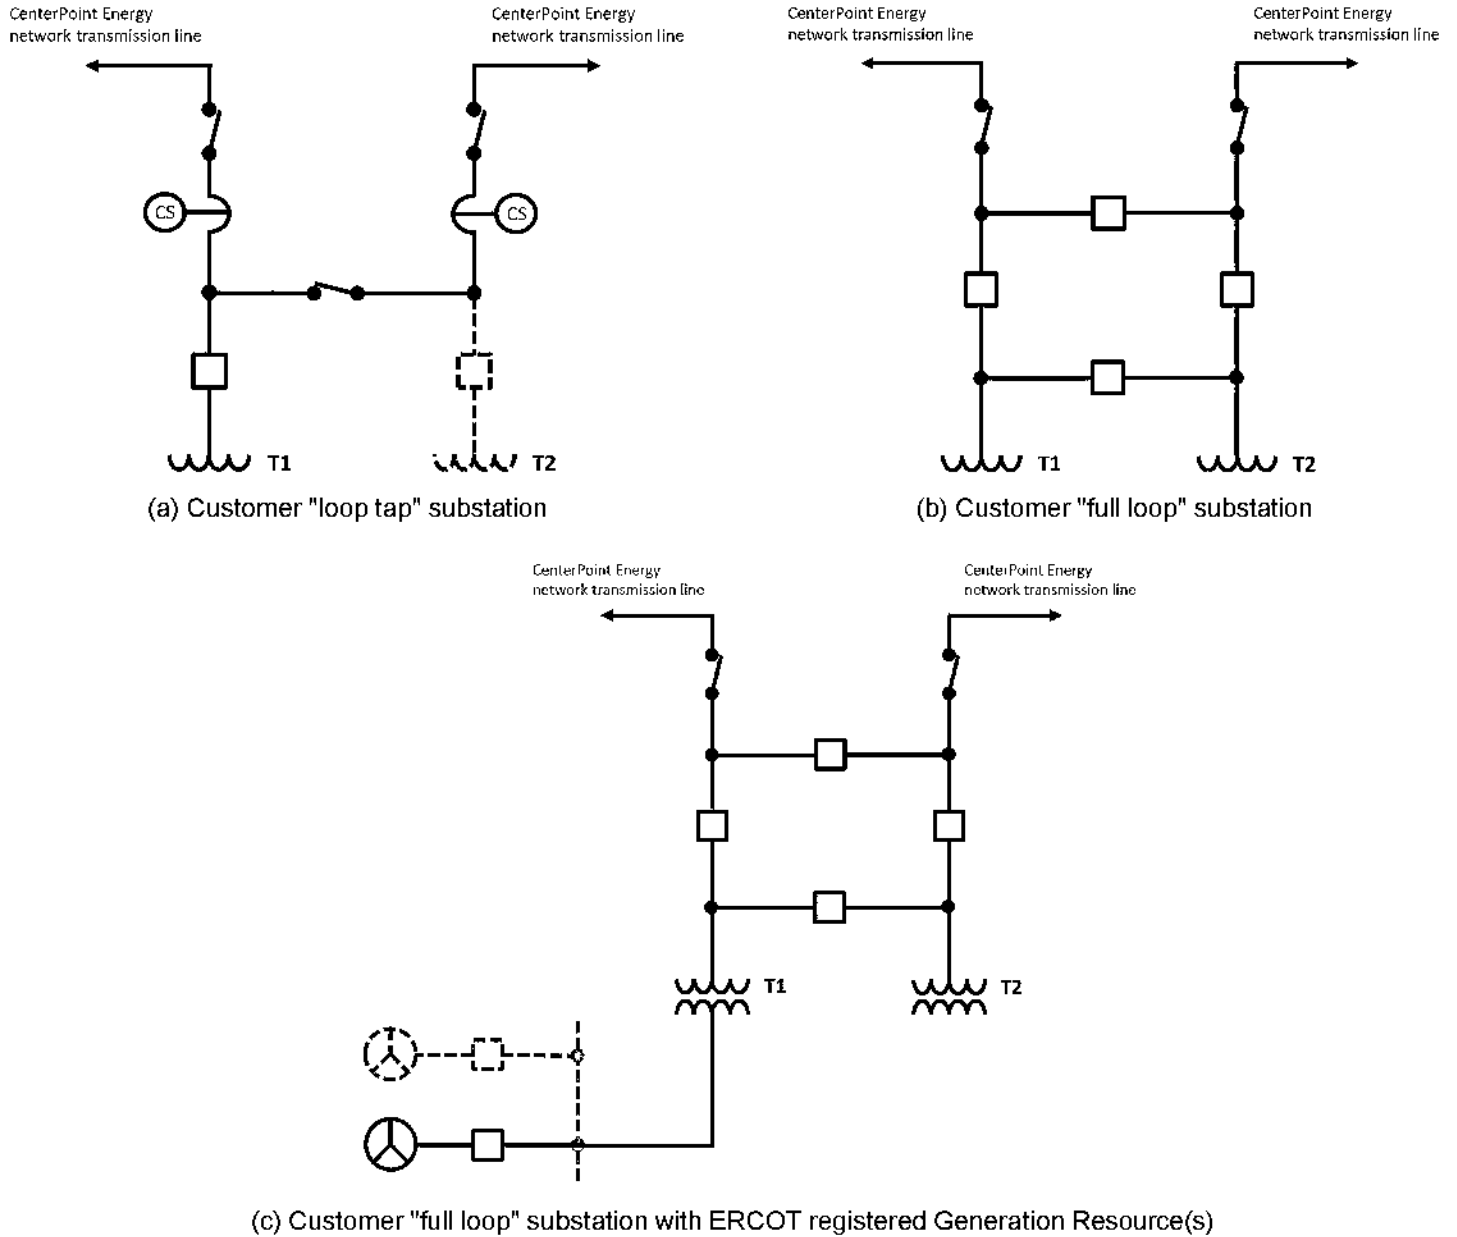 CenterPoint Energy
network transmission line
CenterPoint Energy
network transmission line
CS
CS
T1
T2
(a) Customer "loop tap" substation
CenterPoint Energy
network transmission line
CenterPoint Energy
network transmission line
T1
T2
(b) Customer "full loop" substation
CenterPoint Energy
network transmission line
CenterPoint Energy
network transmission line
T1
T2
(c) Customer "full loop" substation with ERCOT registered Generation Resource(s)